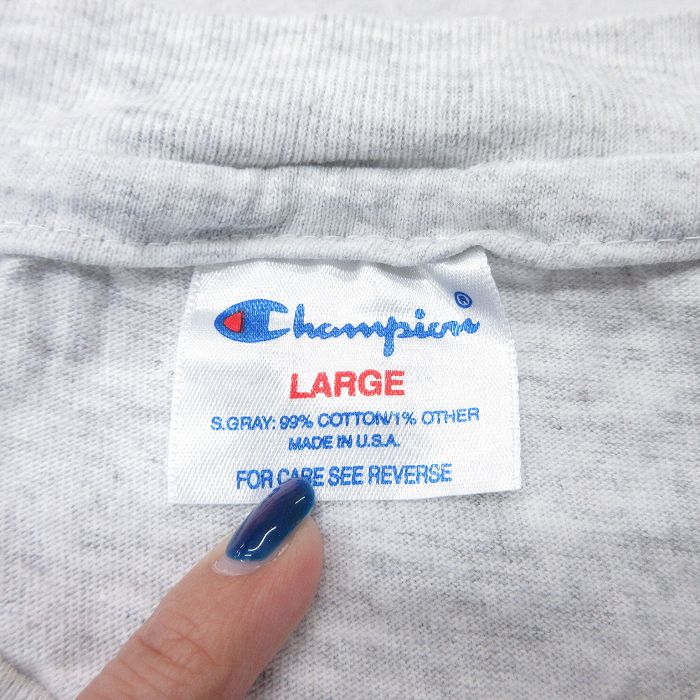 Champion®
LARGE
S.GRAY: 99% COTTON/1% OTHER
MADE IN U.S.A.
FOR CARE SEE REVERSE